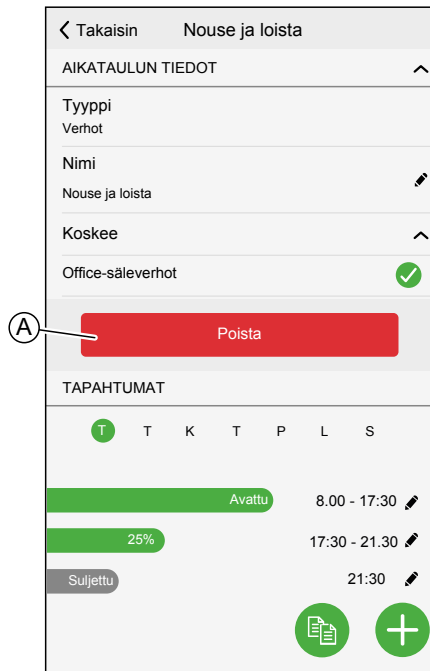 Takaisin Nouse ja loista
AIKATAULUN TIEDOT
Tyyppi
Verhot
Nimi
Nouse ja loista
Koskee
Office-säleverhot
A Poista
TAPAHTUMAT
T T K T P L S
Avattu 8.00 - 17:30
25% 17:30 - 21.30
Suljettu 21:30